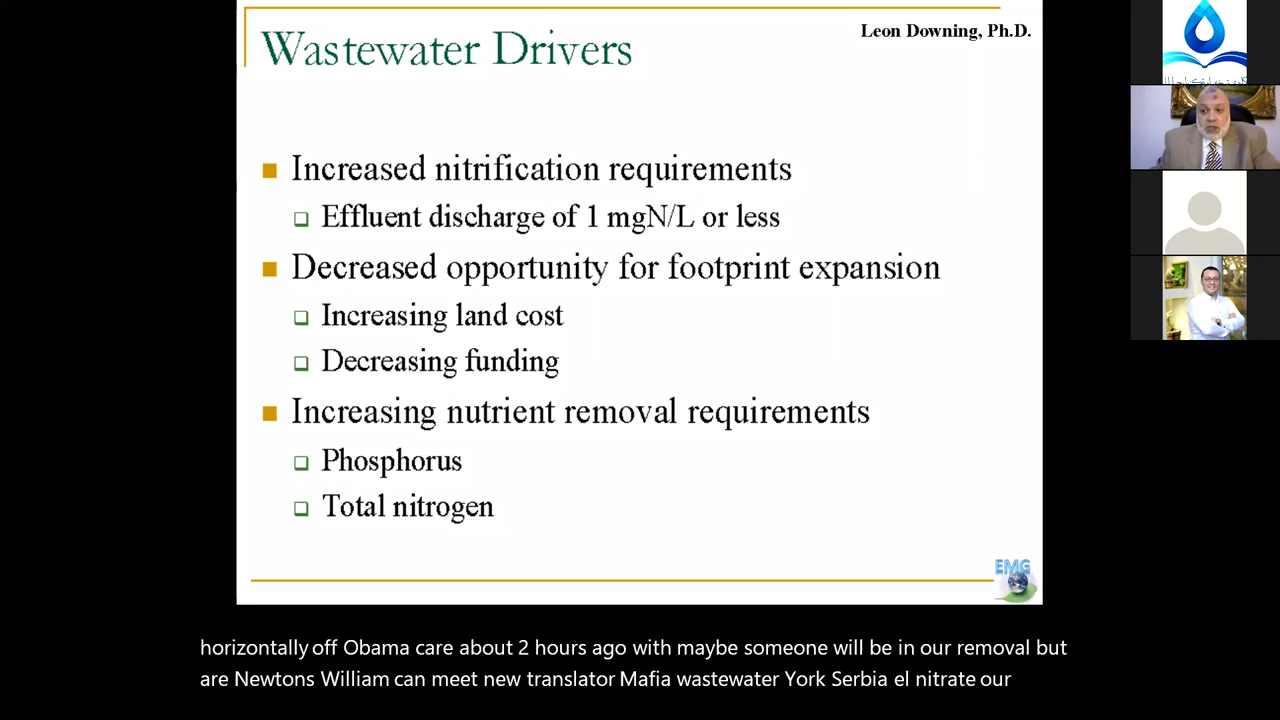 Wastewater Drivers
Leon Downing, Ph.D.
Increased nitrification requirements
Effluent discharge of 1 mgN/L or less
Decreased opportunity for footprint expansion
Increasing land cost
Decreasing funding
Increasing nutrient removal requirements
Phosphorus
Total nitrogen
EMG
horizontally off Obama care about 2 hours ago with maybe someone will be in our removal but
are Newtons William can meet new translator Mafia wastewater York Serbia el nitrate our